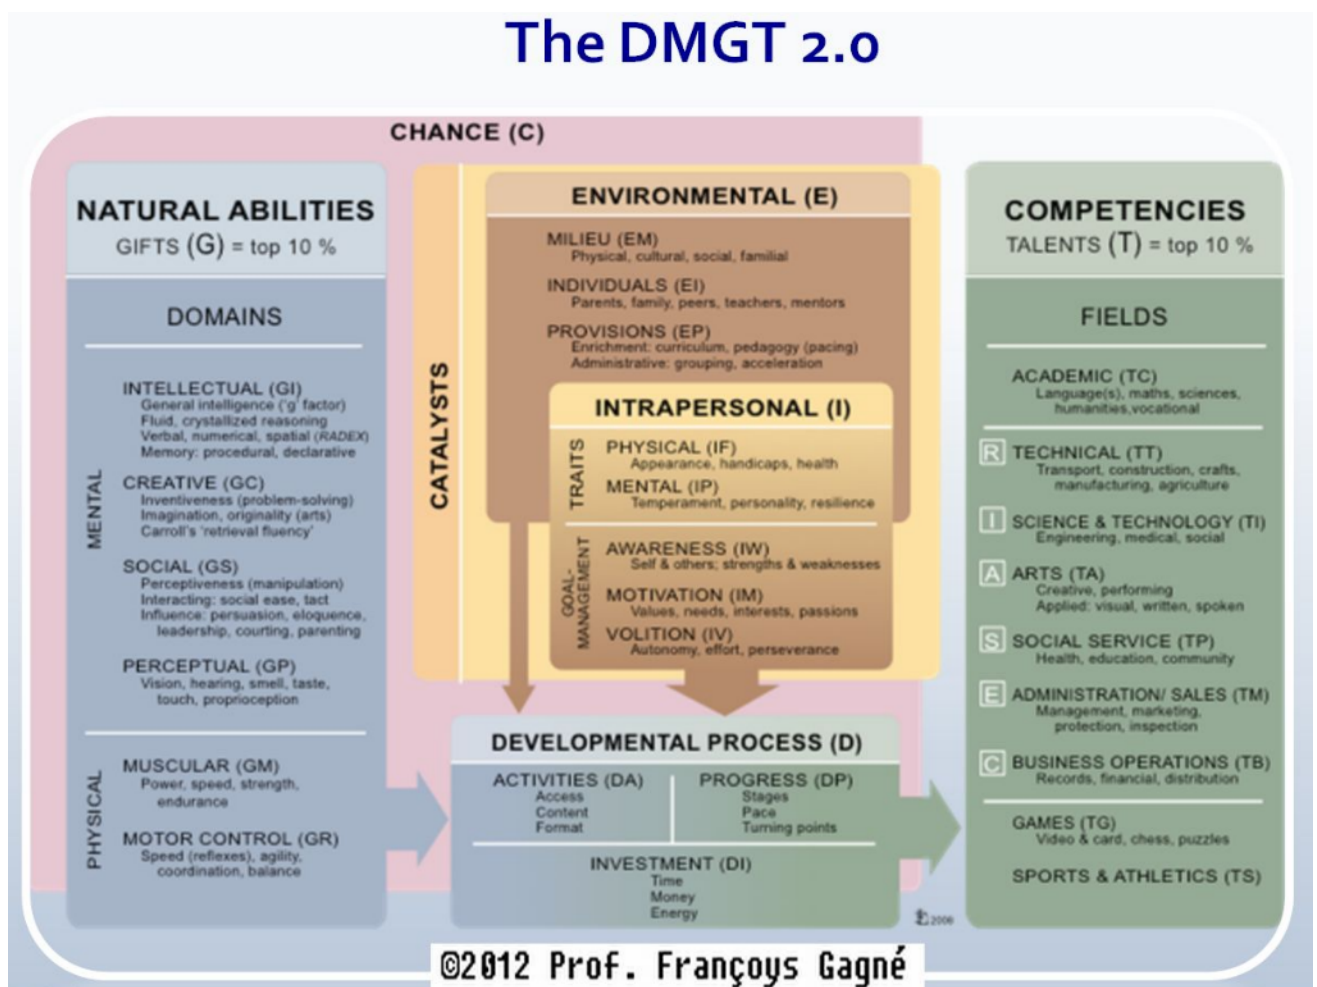 The DMGT 2.0
CHANCE (C)
NATURAL ABILITIES
GIFTS (G) = top 10 %
DOMAINS
MENTAL
INTELLECTUAL (GI)
General intelligence ('g' factor)
Fluid, crystallized reasoning
Verbal, numerical, spatial (RADEX)
Memory: procedural, declarative
CREATIVE (GC)
Inventiveness (problem-solving)
Imagination, originality (arts)
Carroll's 'retrieval fluency'
SOCIAL (GS)
Perceptiveness (manipulation)
Interacting: social ease, tact
Influence: persuasion, eloquence,
leadership, courting, parenting
PERCEPTUAL (GP)
Vision, hearing, smell, taste,
touch, proprioception
PHYSICAL
MUSCULAR (GM)
Power, speed, strength,
endurance
MOTOR CONTROL (GR)
Speed (reflexes), agility,
coordination, balance
CATALYSTS
ENVIRONMENTAL (E)
MILIEU (EM)
Physical, cultural, social, familial
INDIVIDUALS (EI)
Parents, family, peers, teachers, mentors
PROVISIONS (EP)
Enrichment: curriculum, pedagogy (pacing)
Administrative: grouping, acceleration
INTRAPERSONAL (I)
TRAITS
PHYSICAL (IF)
Appearance, handicaps, health
MENTAL (IP)
Temperament, personality, resilience
GOAL-
MANAGEMENT
AWARENESS (IW)
Self & others; strengths & weaknesses
MOTIVATION (IM)
Values, needs, interests, passions
VOLITION (IV)
Autonomy, effort, perseverance
DEVELOPMENTAL PROCESS (D)
ACTIVITIES (DA)
Access
Content
Format
PROGRESS (DP)
Stages
Pace
Turning points
INVESTMENT (DI)
Time
Money
Energy
COMPETENCIES
TALENTS (T) = top 10 %
FIELDS
ACADEMIC (TC)
Language(s), maths, sciences,
humanities,vocational
R TECHNICAL (TT)
Transport, construction, crafts,
manufacturing, agriculture
I SCIENCE & TECHNOLOGY (TI)
Engineering, medical, social
A ARTS (TA)
Creative, performing
Applied: visual, written, spoken
S SOCIAL SERVICE (TP)
Health, education, community
E ADMINISTRATION/ SALES (TM)
Management, marketing,
protection, inspection
C BUSINESS OPERATIONS (TB)
Records, financial, distribution
GAMES (TG)
Video & card, chess, puzzles
SPORTS & ATHLETICS (TS)
©2012 Prof. Françoys Gagné